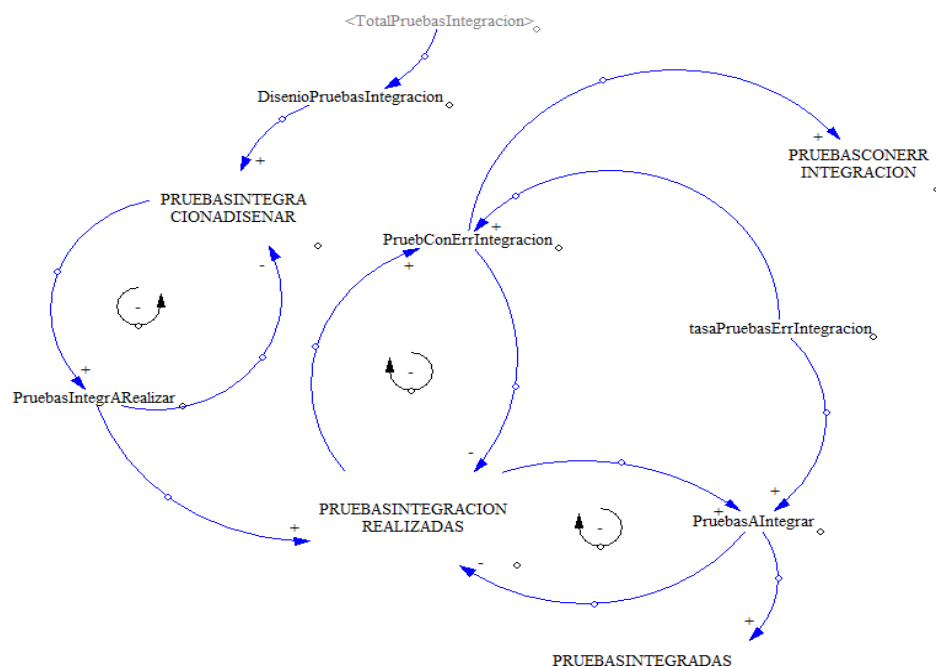 <TotalPruebasIntegracion>
DisenioPruebasIntegracion
+
+
PRUEBASCONERR
INTEGRACION
PRUEBASINTEGRA
CIONADISENAR
+
PruebConErrIntegracion
-
+
-
tasaPruebasErrIntegracion
+
-
PruebasIntegrARealizar
-
+
PRUEBASINTEGRACION
REALIZADAS
+
+
PruebasAIntegrar
-
-
+
PRUEBASINTEGRADAS